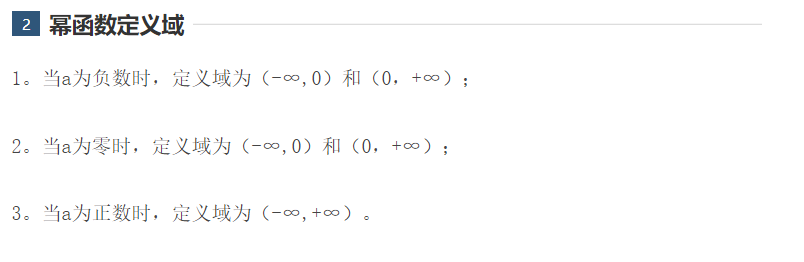 2 幂函数定义域
1。当a为负数时，定义域为（-∞,0）和（0，+∞）；
2。当a为零时，定义域为（-∞,0）和（0，+∞）；
3。当a为正数时，定义域为（-∞,+∞）。